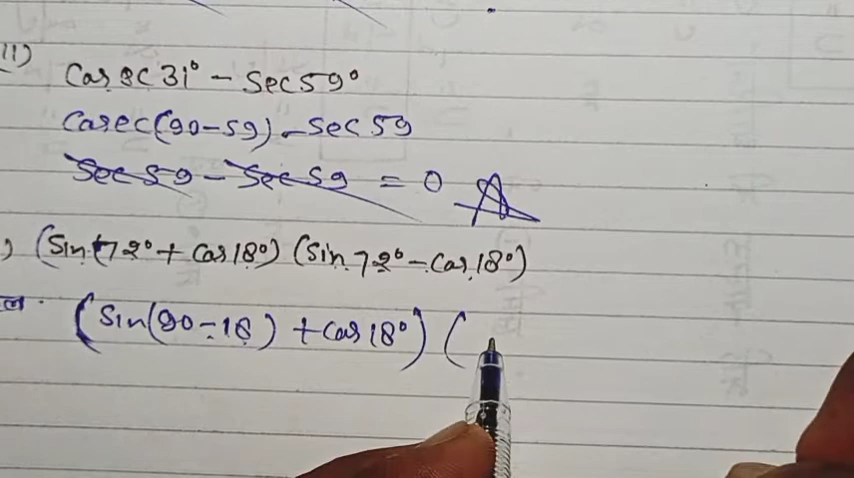 11)
Cosec 31° - Sec 59°
Cosec(90-59) - Sec 59
Sec 59 - Sec 59 = 0 A
) (Sin 72° + Cos 18°) (Sin 72° - Cos 18°)
ल. (Sin(90-18) + Cos 18°) (